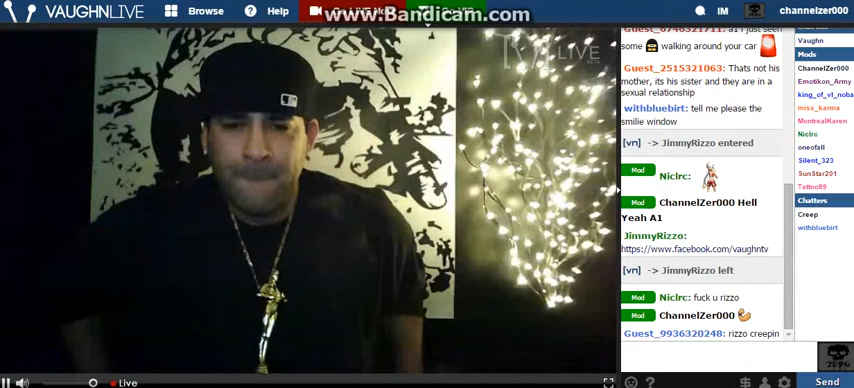 VAUGHNLIVE
Browse
Help
www.Bandicam.com
IM
channelzer000
LIVE
BETA
Guest_6746321711: a1 i just seen
some walking around your car
Guest_2515321063: Thats not his
mother, its his sister and they are in a
sexual relationship
withbluebirt: tell me please the
smilie window
[vn] -> JimmyRizzo entered
Mod Niclrc:
Mod ChannelZer000 Hell
Yeah A1
JimmyRizzo:
https://www.facebook.com/vaughntv
[vn] -> JimmyRizzo left
Mod Niclrc: fuck u rizzo
Mod ChannelZer000
Guest_9936320248: rizzo creepin
Vaughn
Mods
ChannelZer000
Emotikon_Army
king_of_vl_noba
miss_karma
MontrealKaren
Niclrc
oneofall
Silent_323
SunStar201
Tattoo89
Chatters
Creep
withbluebirt
Live
Send